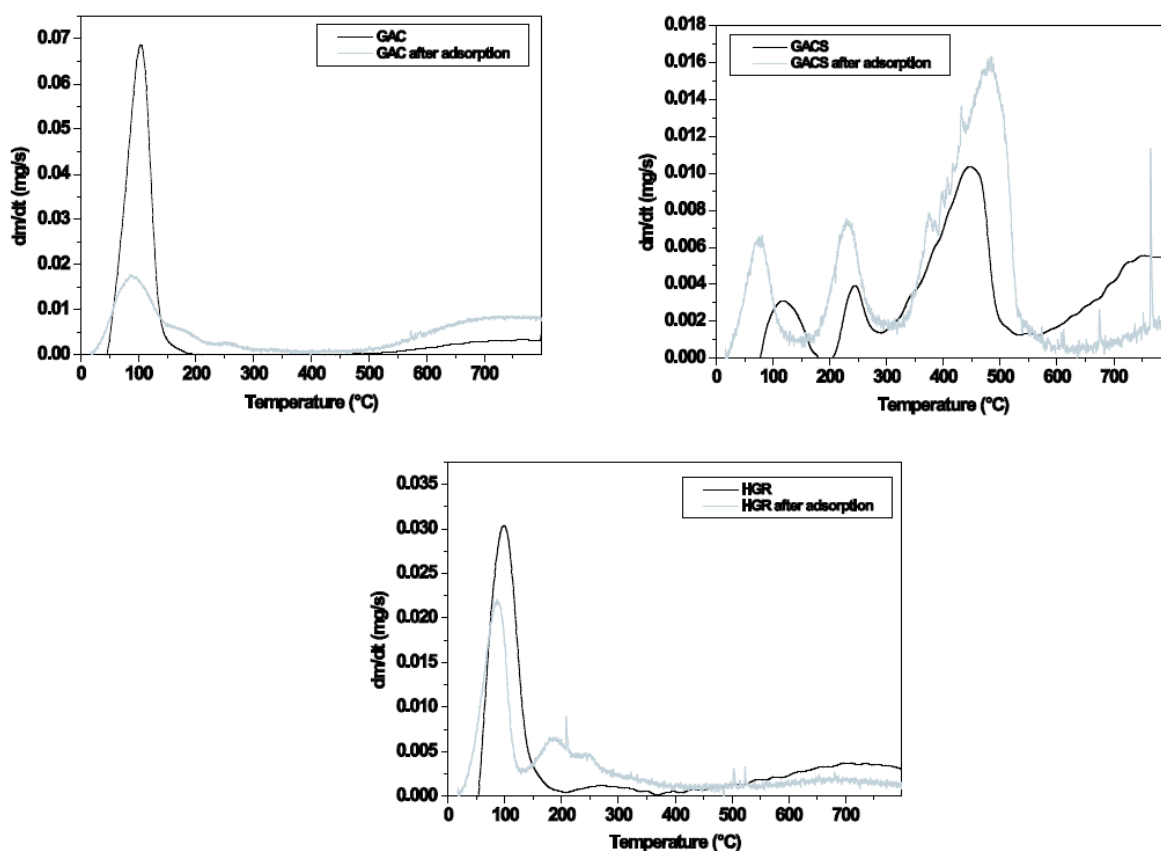 GAC
GAC after adsorption
0.07
0.06
0.05
0.04
0.03
0.02
0.01
0.00
dm/dt (mg/s)
0 100 200 300 400 500 600 700
Temperature (°C)
GACS
GACS after adsorption
0.018
0.016
0.014
0.012
0.010
0.008
0.006
0.004
0.002
0.000
dm/dt (mg/s)
0 100 200 300 400 500 600 700
Temperature (°C)
HGR
HGR after adsorption
0.035
0.030
0.025
0.020
0.015
0.010
0.005
0.000
dm/dt (mg/s)
0 100 200 300 400 500 600 700
Temperature (°C)